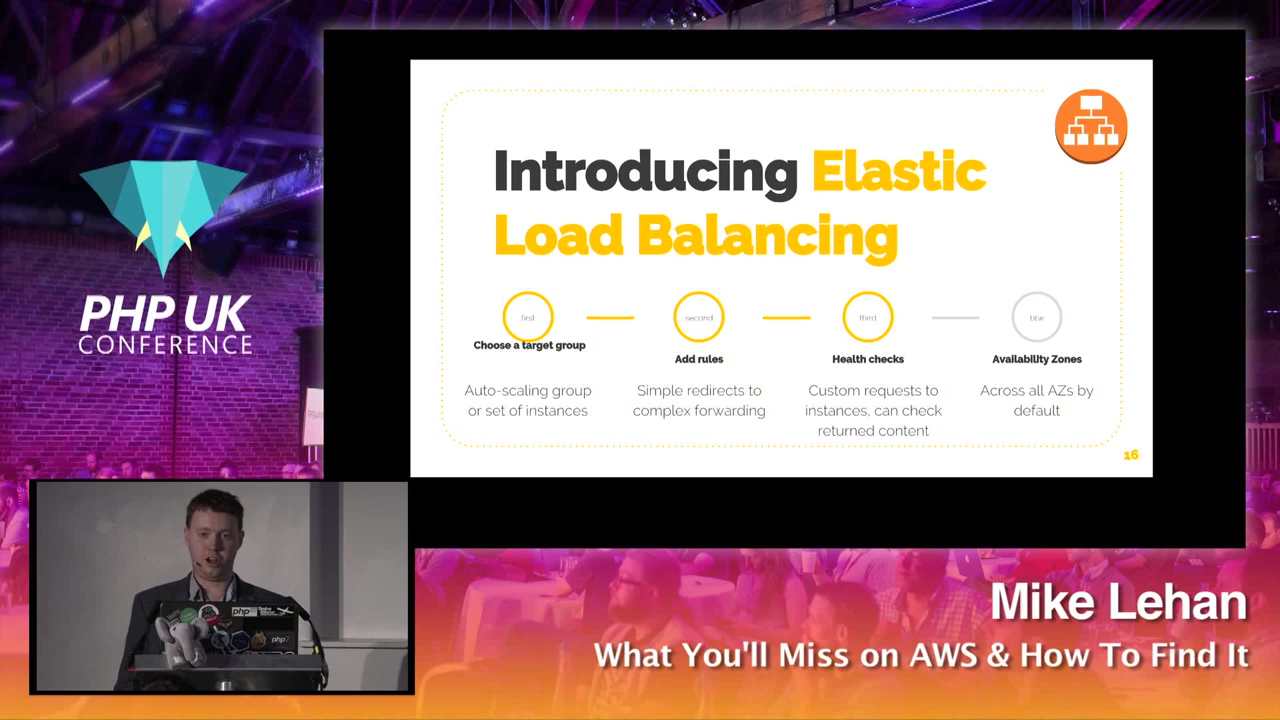 PHP UK
CONFERENCE
Introducing Elastic
Load Balancing
first
second
third
btw
Choose a target group
Add rules
Health checks
Availability Zones
Auto-scaling group
or set of instances
Simple redirects to
complex forwarding
Custom requests to
instances, can check
returned content
Across all AZs by
default
16
php
php
Mike Lehan
What You'll Miss on AWS & How To Find It